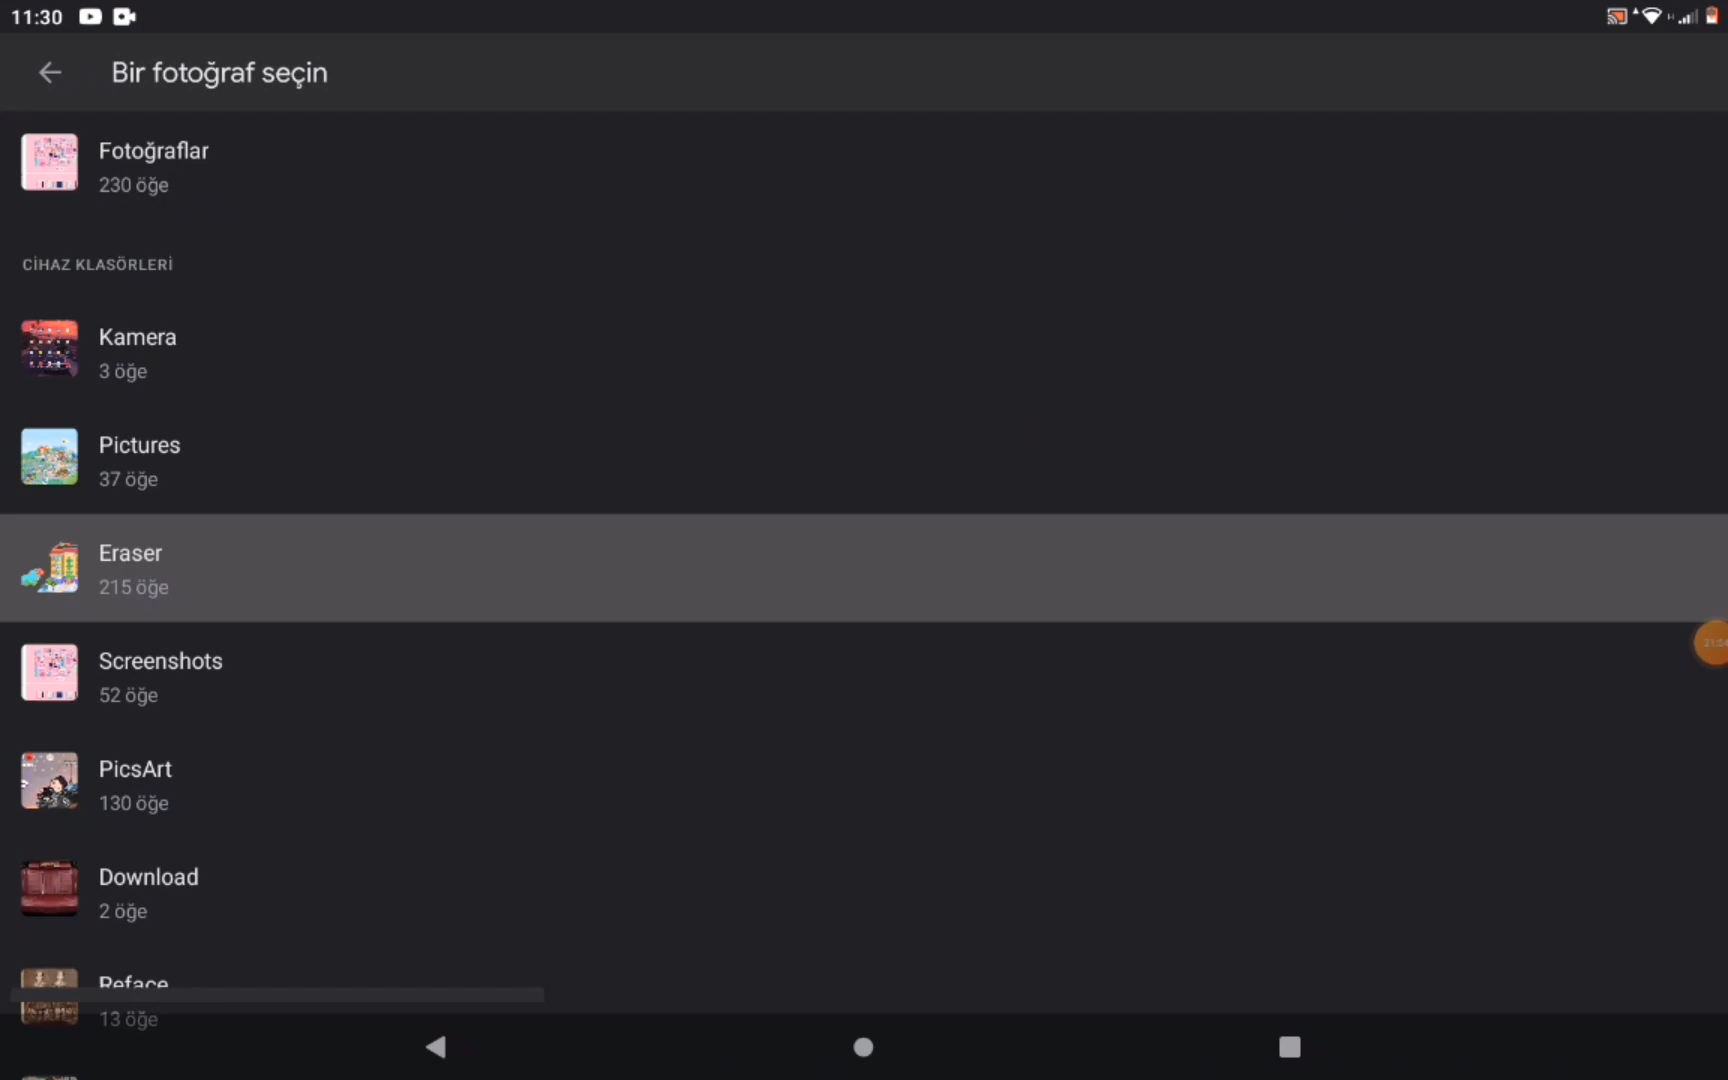 11:30
Bir fotoğraf seçin
Fotoğraflar
230 öğe
CİHAZ KLASÖRLERİ
Kamera
3 öğe
Pictures
37 öğe
Eraser
215 öğe
Screenshots
52 öğe
PicsArt
130 öğe
Download
2 öğe
Reface
13 öğe